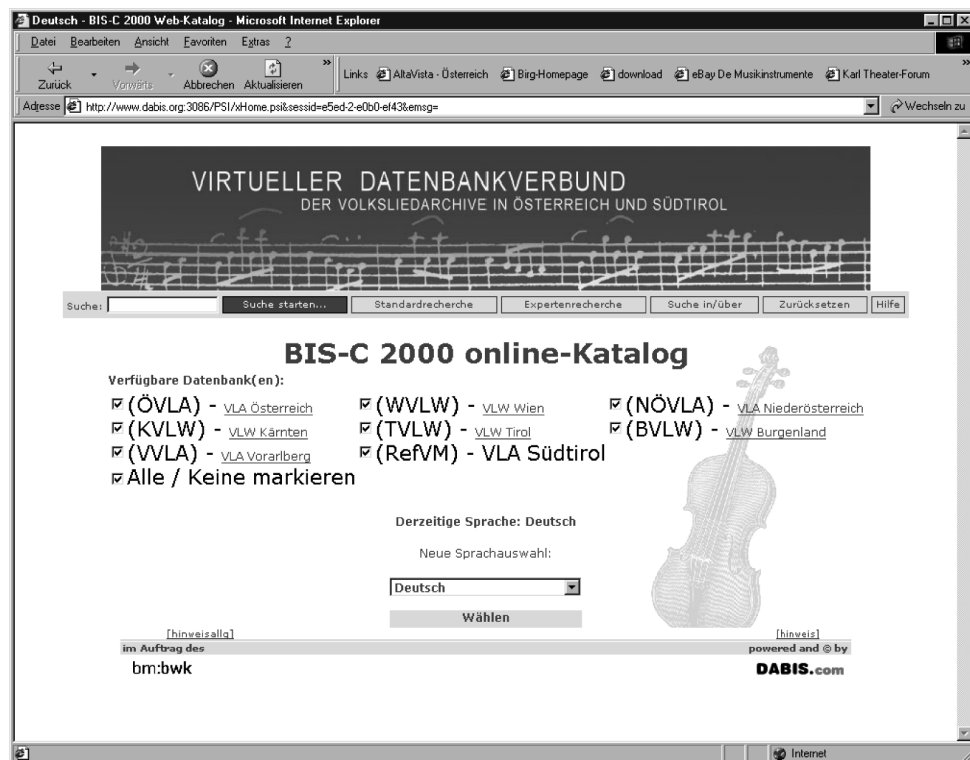 Deutsch - BIS-C 2000 Web-Katalog - Microsoft Internet Explorer
Datei Bearbeiten Ansicht Favoriten Extras ?
Zurück Vorwärts Abbrechen Aktualisieren » Links AltaVista - Österreich Birg-Homepage download eBay De Musikinstrumente Karl Theater-Forum »
Adresse http://www.dabis.org:3086/PSI/xHome.psi&sessid=e5ed-2-e0b0-ef43&emsg= Wechseln zu
VIRTUELLER DATENBANKVERBUND
DER VOLKSLIEDARCHIVE IN ÖSTERREICH UND SÜDTIROL
Suche: Suche starten... Standardrecherche Expertenrecherche Suche in/über Zurücksetzen Hilfe
BIS-C 2000 online-Katalog
Verfügbare Datenbank(en):
(ÖVLA) - VLA Österreich (WVLW) - VLW Wien (NÖVLA) - VLA Niederösterreich
(KVLW) - VLW Kärnten (TVLW) - VLW Tirol (BVLW) - VLW Burgenland
(VVLA) - VLA Vorarlberg (RefVM) - VLA Südtirol
Alle / Keine markieren
Derzeitige Sprache: Deutsch
Neue Sprachauswahl:
Deutsch
Wählen
[hinweisallg] [hinweis]
im Auftrag des powered and © by
bm:bwk DABIS.com
Internet